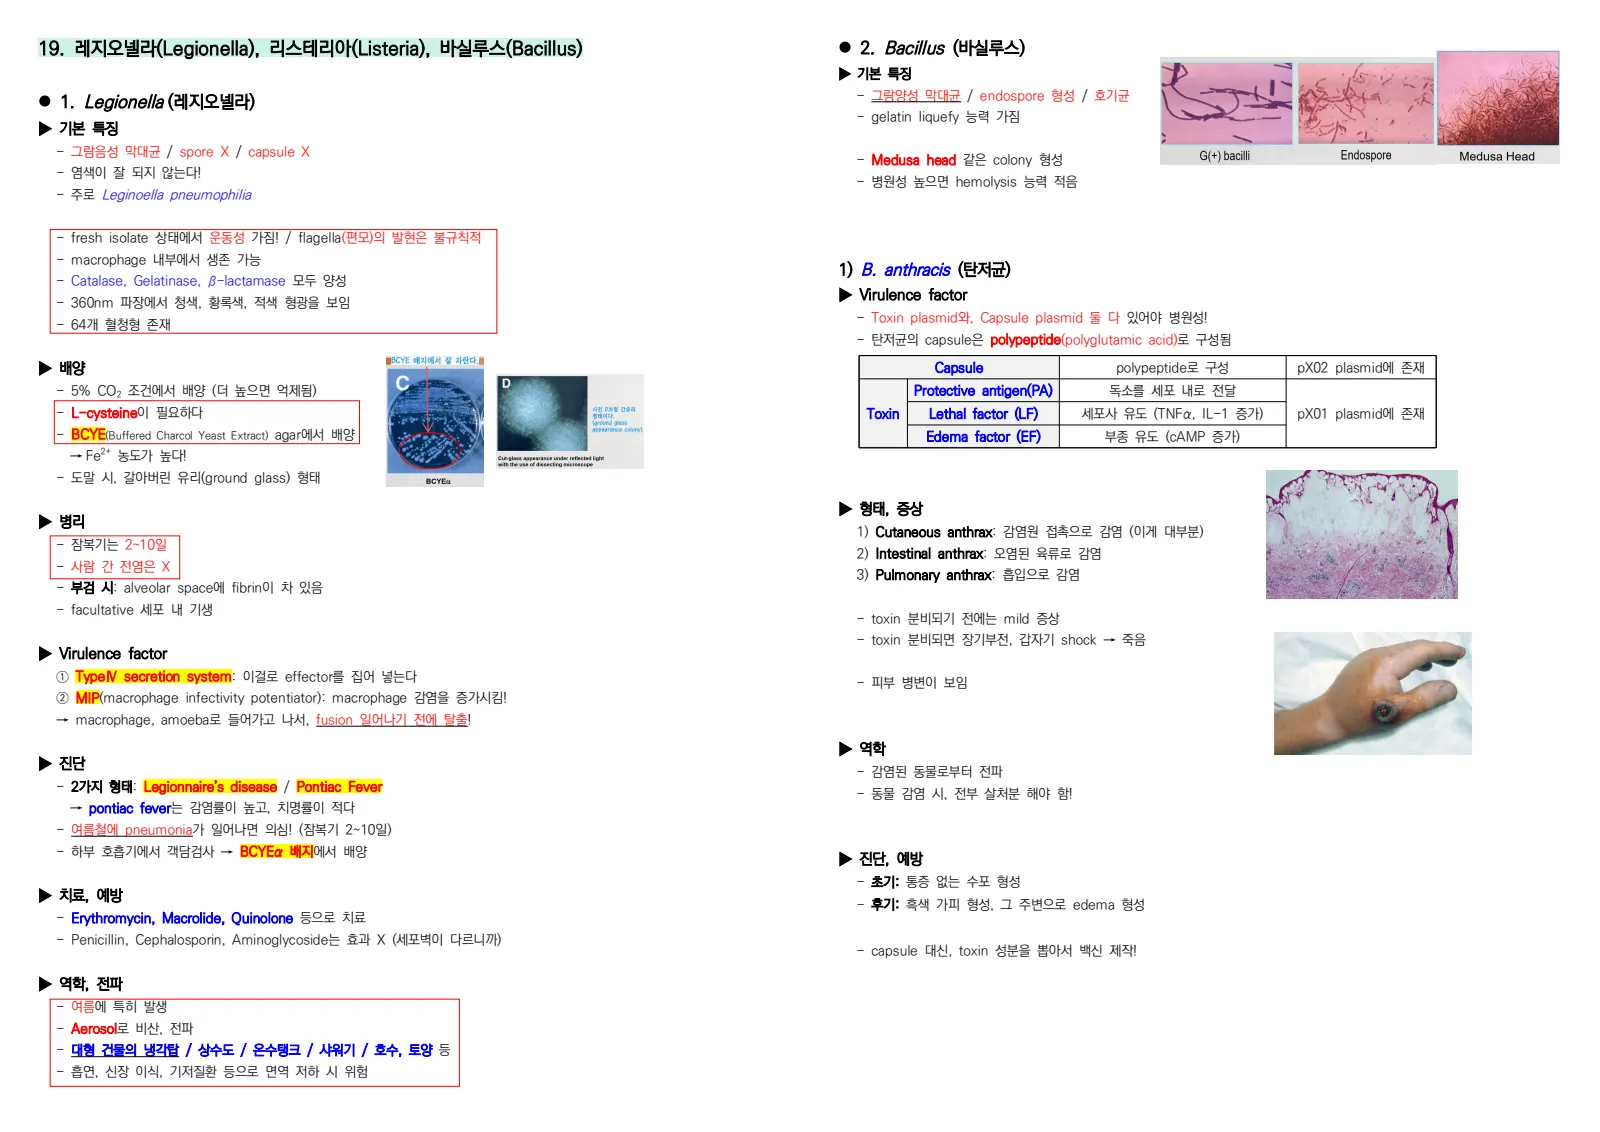 19. 레지오넬라(Legionella), 리스테리아(Listeria), 바실루스(Bacillus)
● 1. Legionella (레지오넬라)
▶ 기본 특징
- 그람음성 막대균 / spore X / capsule X
- 염색이 잘 되지 않는다!
- 주로 Leginoella pneumophilia
- fresh isolate 상태에서 운동성 가짐! / flagella(편모)의 발현은 불규칙적
- macrophage 내부에서 생존 가능
- Catalase, Gelatinase, β-lactamase 모두 양성
- 360nm 파장에서 청색, 황록색, 적색 형광을 보임
- 64개 혈청형 존재
▶ 배양
- 5% CO₂ 조건에서 배양 (더 높으면 억제됨)
- L-cysteine이 필요하다
- BCYE(Buffered Charcol Yeast Extract) agar에서 배양
→ Fe²⁺ 농도가 높다!
- 도말 시, 갈아버린 유리(ground glass) 형태
BCYE 배지에서 잘 자란다.
C
BCYEα
D
(ground glass
appearance colony)
Cut-glass appearance under reflected light
with the use of dissecting microscope
▶ 병리
- 잠복기는 2~10일
- 사람 간 전염은 X
- 부검 시: alveolar space에 fibrin이 차 있음
- facultative 세포 내 기생
▶ Virulence factor
① TypeⅣ secretion system: 이걸로 effector를 집어 넣는다
② MIP(macrophage infectivity potentiator): macrophage 감염을 증가시킴!
→ macrophage, amoeba로 들어가고 나서, fusion 일어나기 전에 탈출!
▶ 진단
- 2가지 형태: Legionnaire's disease / Pontiac Fever
→ pontiac fever는 감염률이 높고, 치명률이 적다
- 여름철에 pneumonia가 일어나면 의심! (잠복기 2~10일)
- 하부 호흡기에서 객담검사 → BCYEα 배지에서 배양
▶ 치료, 예방
- Erythromycin, Macrolide, Quinolone 등으로 치료
- Penicillin, Cephalosporin, Aminoglycoside는 효과 X (세포벽이 다르니까)
▶ 역학, 전파
- 여름에 특히 발생
- Aerosol로 비산, 전파
- 대형 건물의 냉각탑 / 상수도 / 온수탱크 / 샤워기 / 호수, 토양 등
- 흡연, 신장 이식, 기저질환 등으로 면역 저하 시 위험
● 2. Bacillus (바실루스)
▶ 기본 특징
- 그람양성 막대균 / endospore 형성 / 호기균
- gelatin liquefy 능력 가짐
- Medusa head 같은 colony 형성
- 병원성 높으면 hemolysis 능력 적음
G(+) bacilli
Endospore
Medusa Head
1) B. anthracis (탄저균)
▶ Virulence factor
- Toxin plasmid와, Capsule plasmid 둘 다 있어야 병원성!
- 탄저균의 capsule은 polypeptide(polyglutamic acid)로 구성됨
Capsule polypeptide로 구성 pX02 plasmid에 존재
Protective antigen(PA) 독소를 세포 내로 전달
Toxin Lethal factor (LF) 세포사 유도 (TNFα, IL-1 증가) pX01 plasmid에 존재
Edema factor (EF) 부종 유도 (cAMP 증가)
▶ 형태, 증상
1) Cutaneous anthrax: 감염원 접촉으로 감염 (이게 대부분)
2) Intestinal anthrax: 오염된 육류로 감염
3) Pulmonary anthrax: 흡입으로 감염
- toxin 분비되기 전에는 mild 증상
- toxin 분비되면 장기부전, 갑자기 shock → 죽음
- 피부 병변이 보임
▶ 역학
- 감염된 동물로부터 전파
- 동물 감염 시, 전부 살처분 해야 함!
▶ 진단, 예방
- 초기: 통증 없는 수포 형성
- 후기: 흑색 가피 형성, 그 주변으로 edema 형성
- capsule 대신, toxin 성분을 뽑아서 백신 제작!